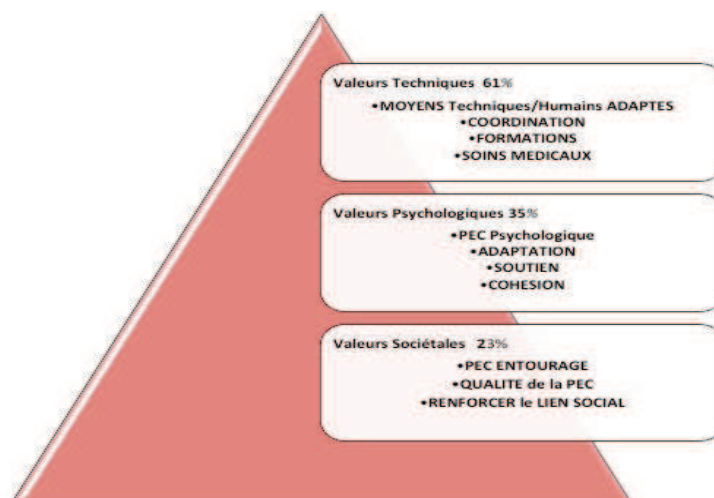 Valeurs Techniques 61%
•MOYENS Techniques/Humains ADAPTES
•COORDINATION
•FORMATIONS
•SOINS MEDICAUX
Valeurs Psychologiques 35%
•PEC Psychologique
•ADAPTATION
•SOUTIEN
•COHESION
Valeurs Sociétales 23%
•PEC ENTOURAGE
•QUALITE de la PEC
•RENFORCER le LIEN SOCIAL